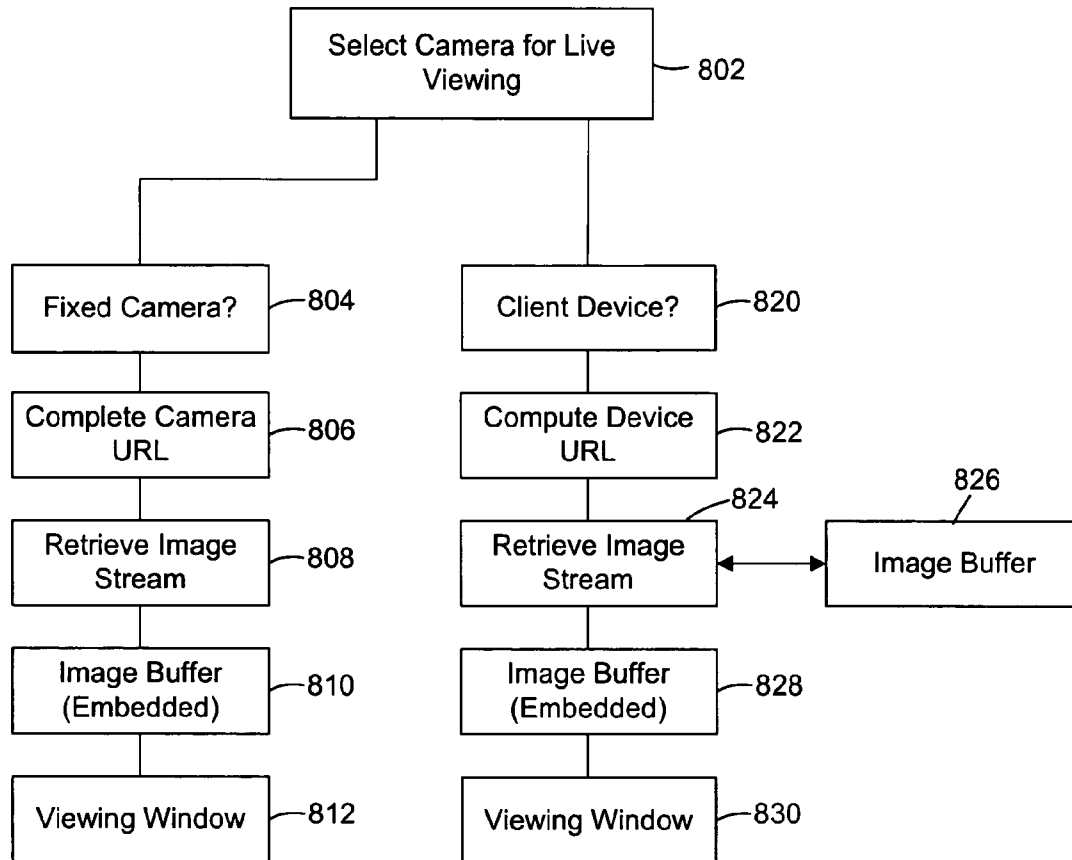 Select Camera for Live
Viewing
802
Fixed Camera?
804
Client Device?
820
Complete Camera
URL
806
Compute Device
URL
822
824
826
Retrieve Image
Stream
808
Retrieve Image
Stream
Image Buffer
Image Buffer
(Embedded)
810
Image Buffer
(Embedded)
828
Viewing Window
812
Viewing Window
830